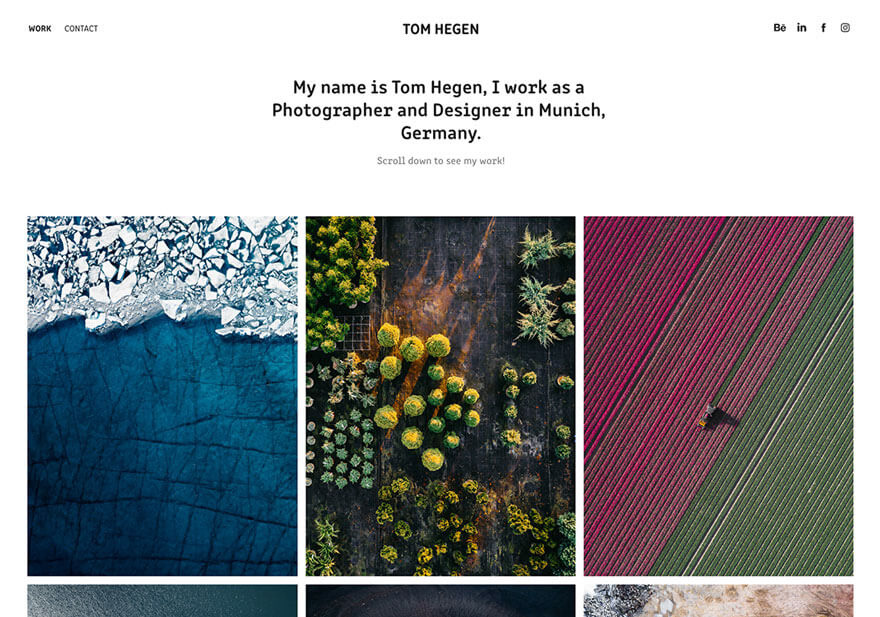 WORK CONTACT TOM HEGEN Bē in f
My name is Tom Hegen, I work as a
Photographer and Designer in Munich,
Germany.
Scroll down to see my work!